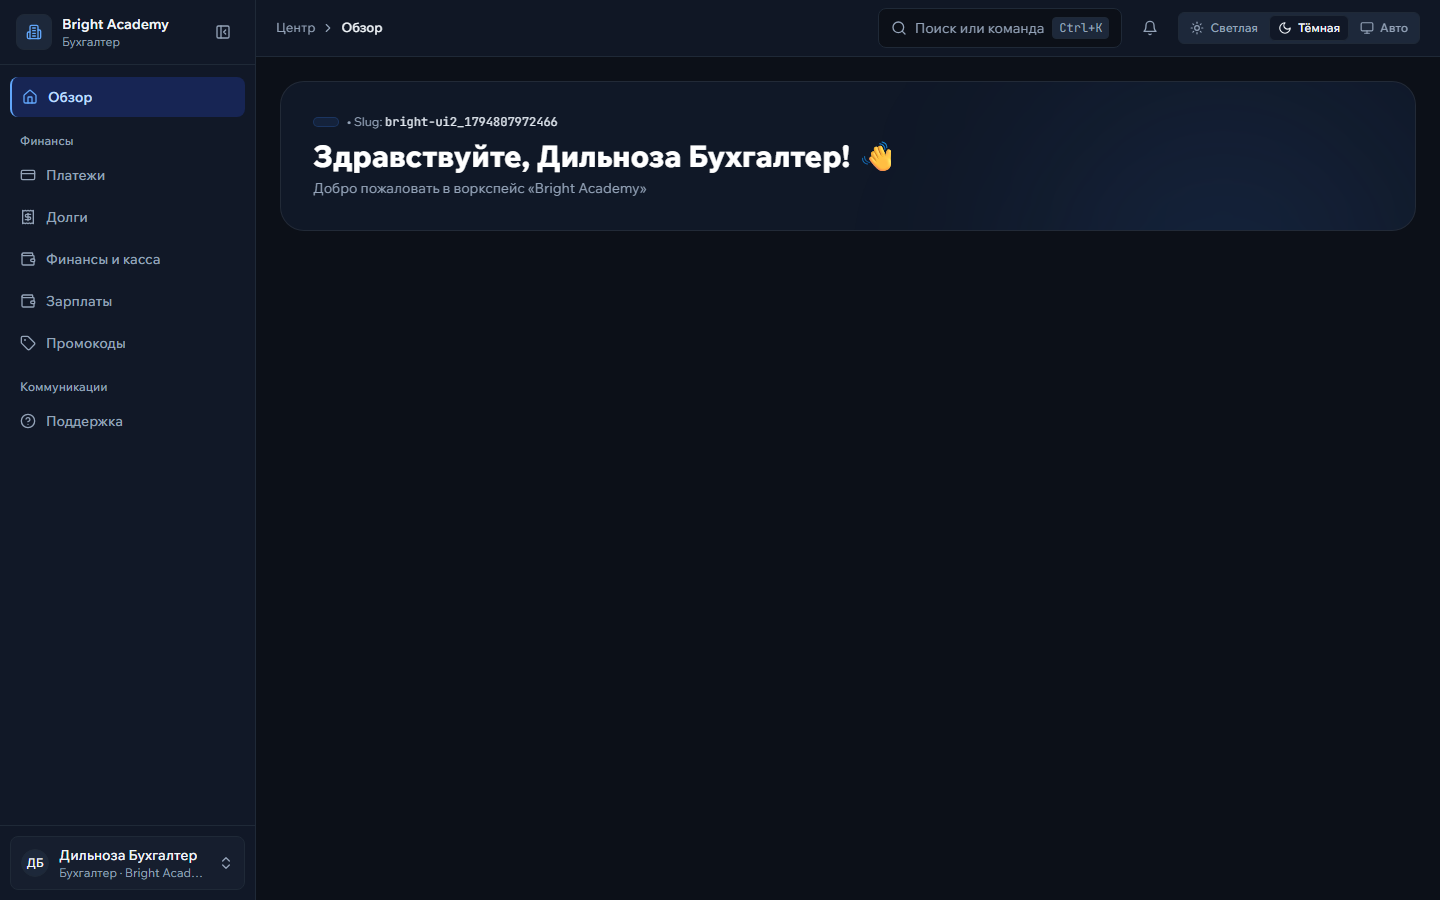 Bright Academy
Бухгалтер
Обзор
Финансы
Платежи
Долги
Финансы и касса
Зарплаты
Промокоды
Коммуникации
Поддержка
ДБ
Дильноза Бухгалтер
Бухгалтер · Bright Acad...
Центр > Обзор
Поиск или команда Ctrl+K
Светлая
Тёмная
Авто
• Slug: bright-ui2_1794807972466
Здравствуйте, Дильноза Бухгалтер! 👋
Добро пожаловать в воркспейс «Bright Academy»